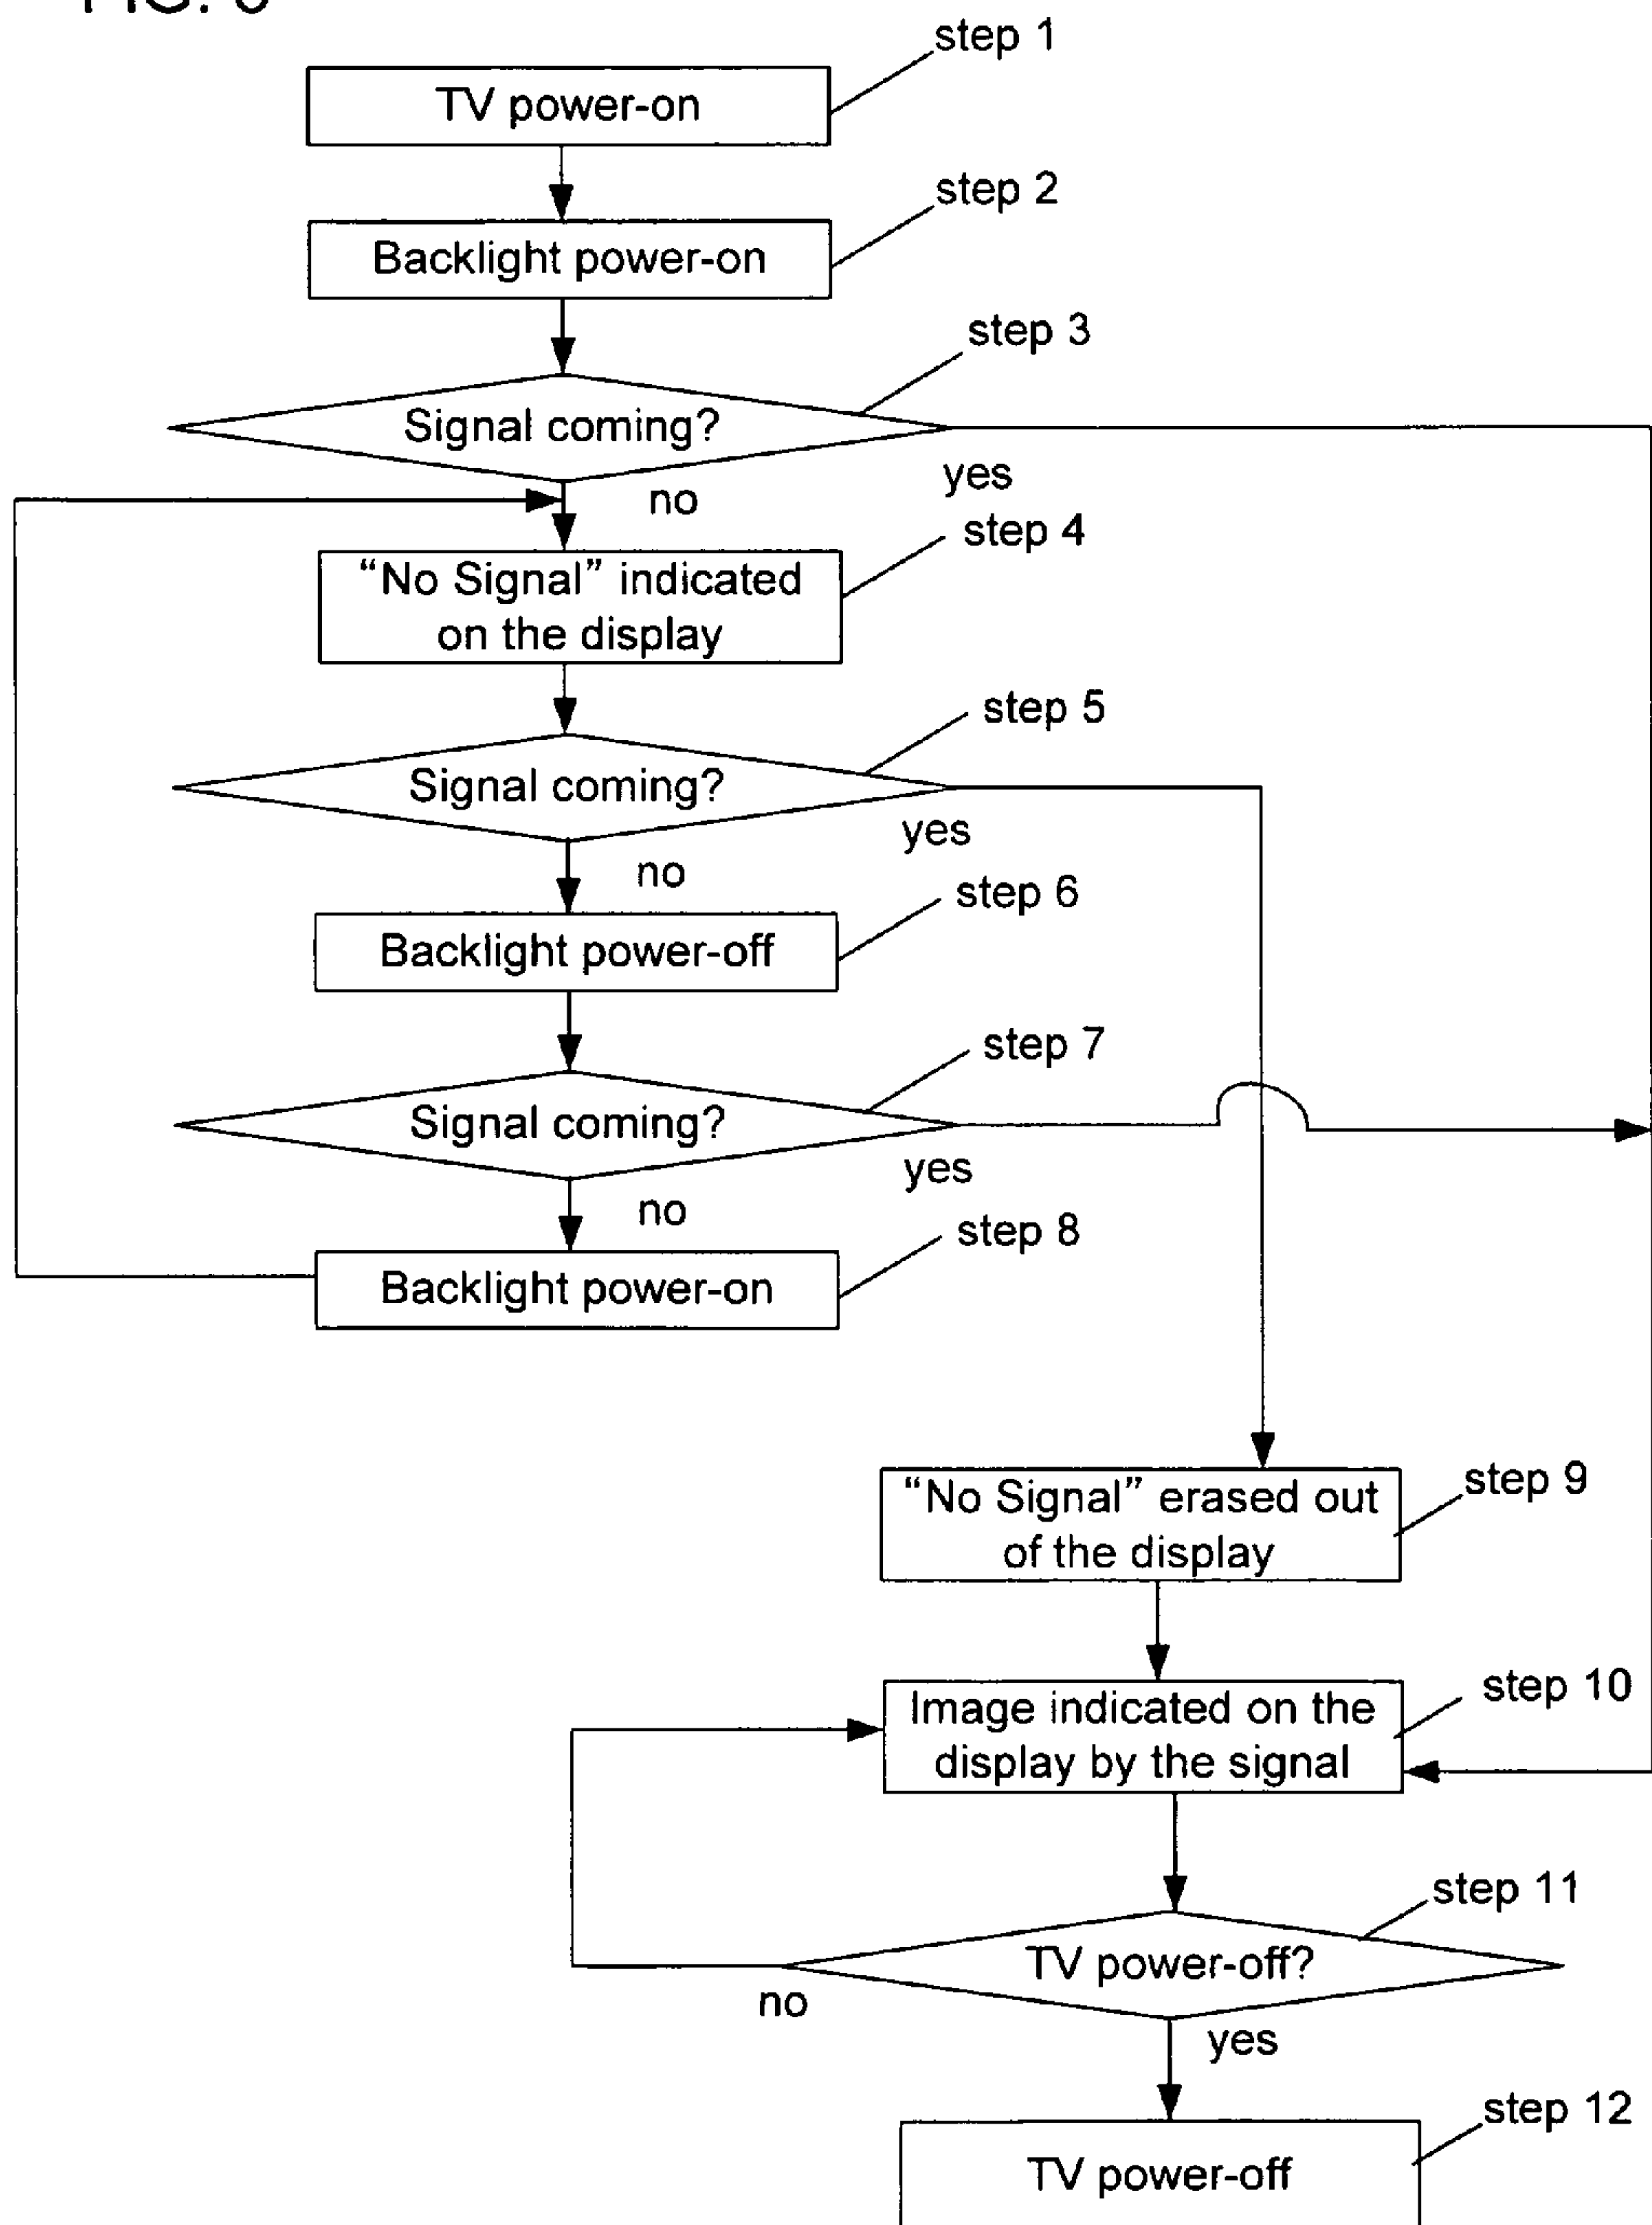 step 1
TV power-on
step 2
Backlight power-on
step 3
Signal coming?
yes
no
step 4
“No Signal” indicated
on the display
step 5
Signal coming?
yes
no
step 6
Backlight power-off
step 7
Signal coming?
yes
no
step 8
Backlight power-on
step 9
“No Signal” erased out
of the display
step 10
Image indicated on the
display by the signal
step 11
TV power-off?
no
yes
step 12
TV power-off